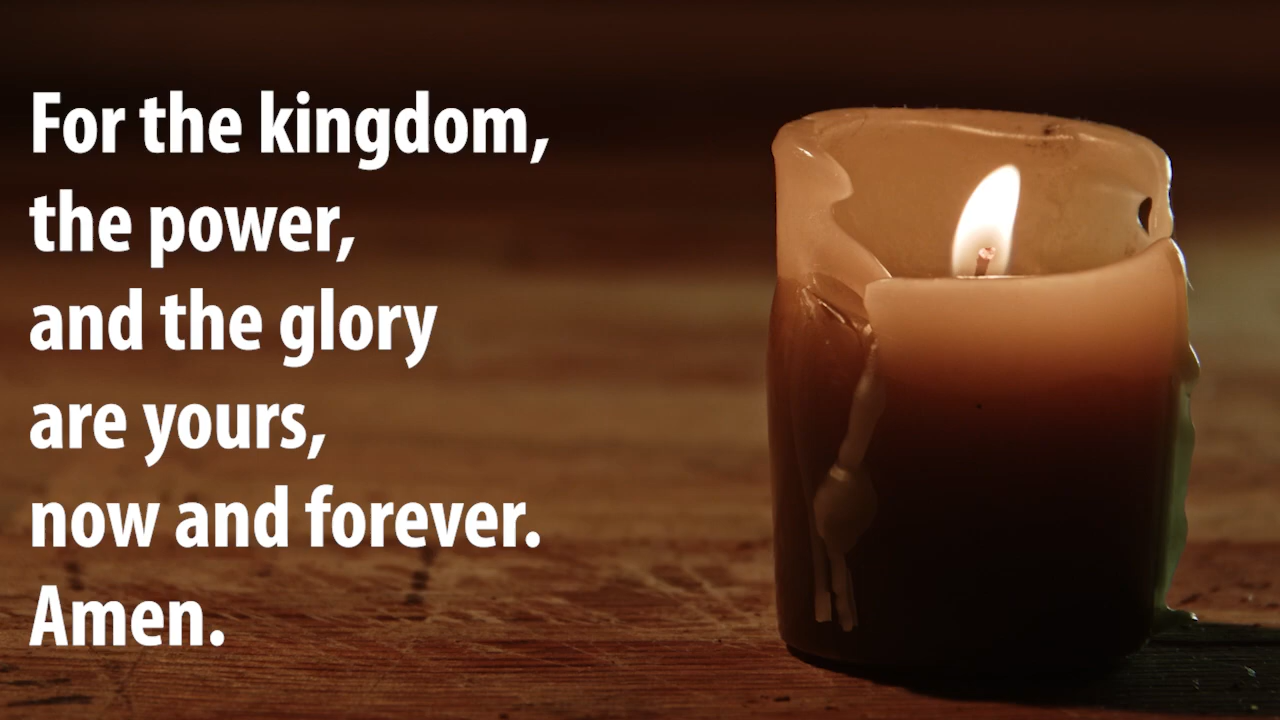 For the kingdom,
the power,
and the glory
are yours,
now and forever.
Amen.